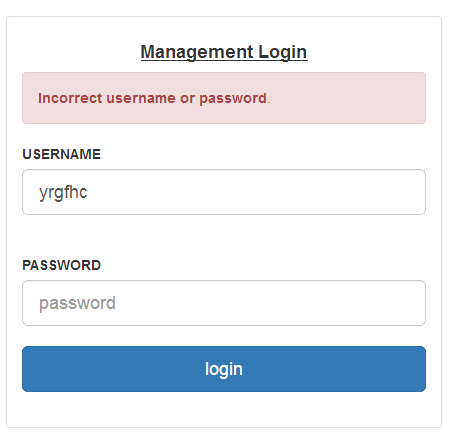 Management Login
Incorrect username or password.
USERNAME
yrgfhc
PASSWORD
password
login